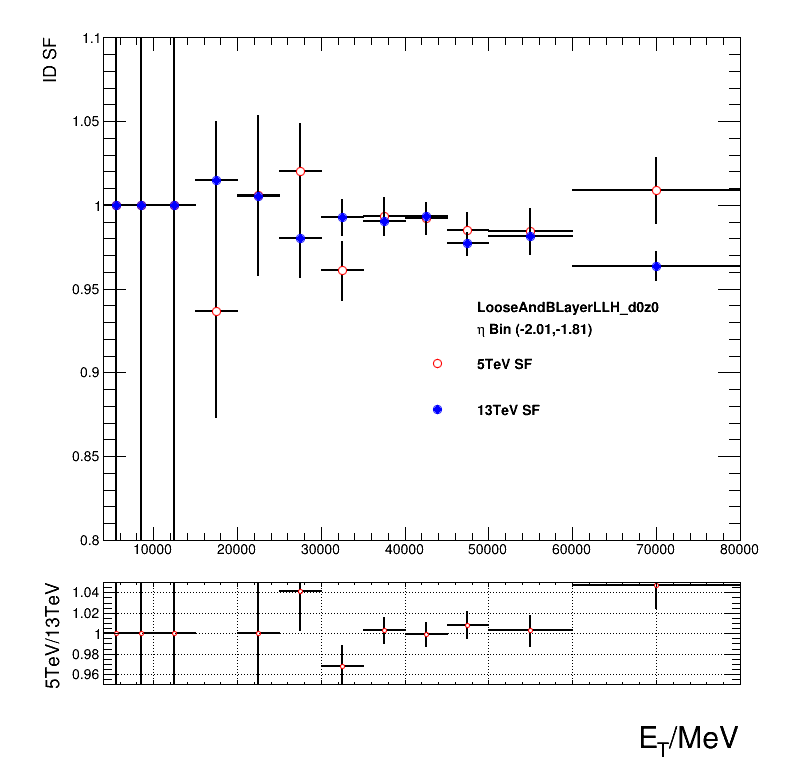 ID SF
1.1
1.05
1
0.95
0.9
0.85
0.8
LooseAndBLayerLLH_d0z0
η Bin (-2.01,-1.81)
5TeV SF
13TeV SF
10000 20000 30000 40000 50000 60000 70000 80000
5TeV/13TeV
1.04
1.02
1
0.98
0.96
E_T/MeV